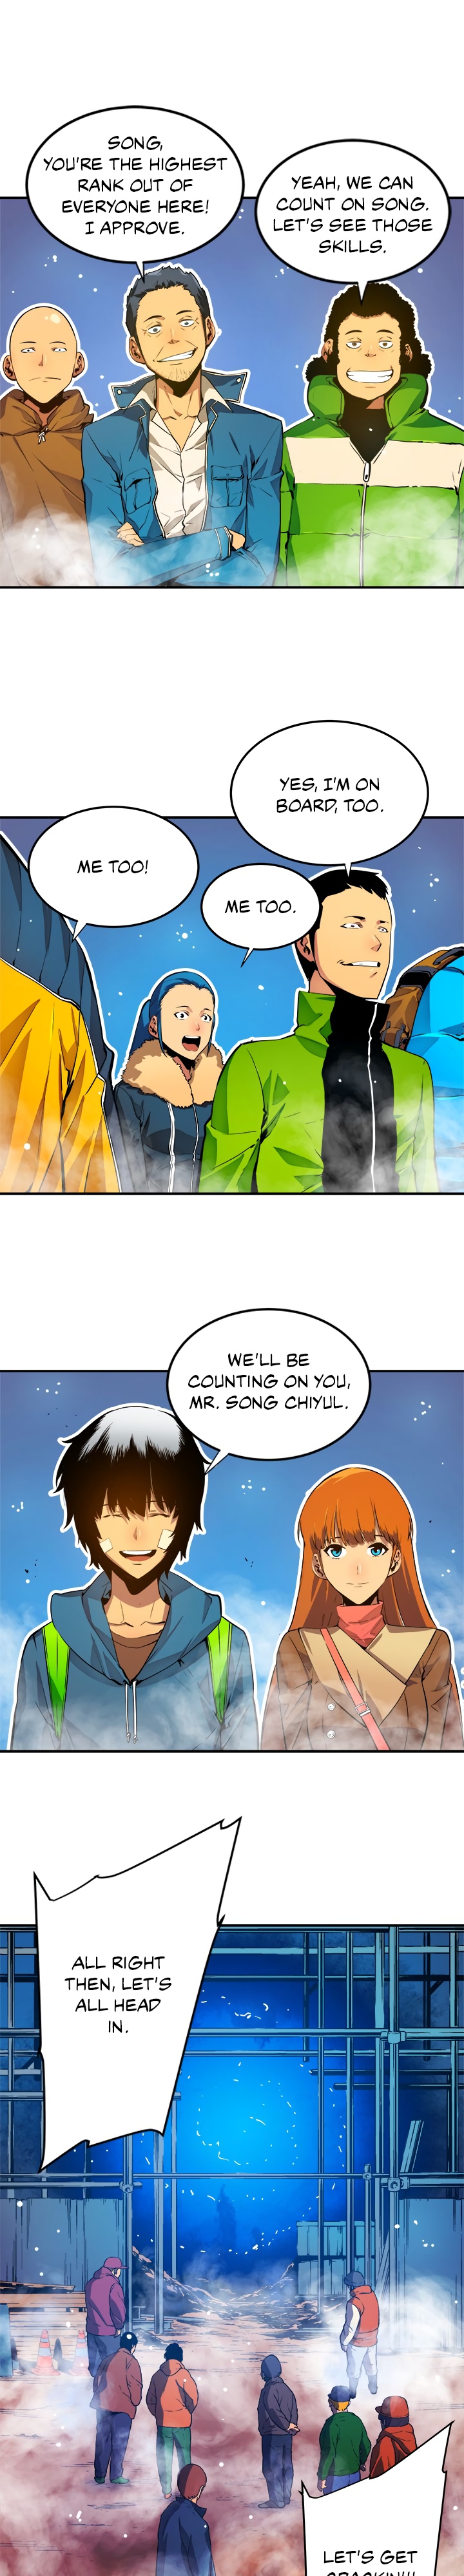 SONG,
YOU'RE THE HIGHEST
RANK OUT OF
EVERYONE HERE!
I APPROVE.
YEAH, WE CAN
COUNT ON SONG.
LET'S SEE THOSE
SKILLS.
YES, I'M ON
BOARD, TOO.
ME TOO!
ME TOO.
WE'LL BE
COUNTING ON YOU,
MR. SONG CHIYUL.
ALL RIGHT
THEN, LET'S
ALL HEAD
IN.
LET'S GET